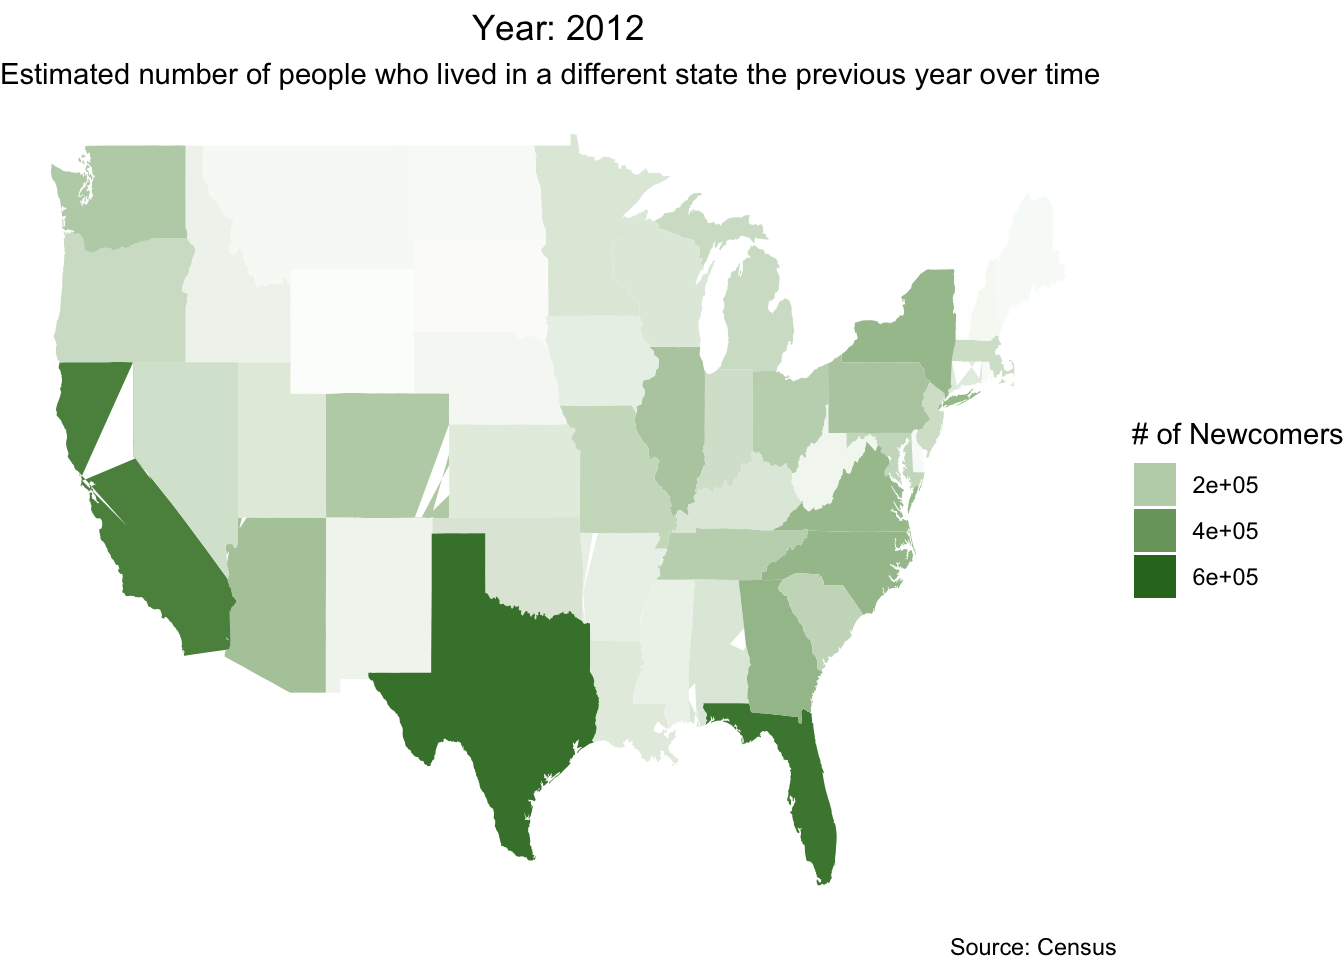 Year: 2012
Estimated number of people who lived in a different state the previous year over time
# of Newcomers
2e+05
4e+05
6e+05
Source: Census